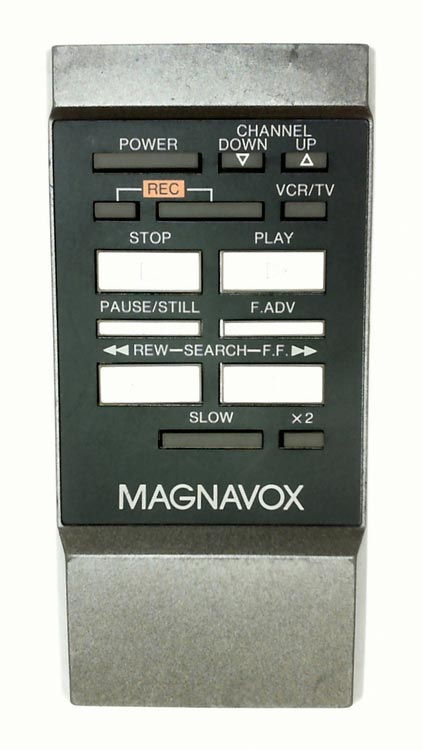 CHANNEL
POWER DOWN UP
▽ △
REC VCR/TV
STOP PLAY
PAUSE/STILL F.ADV
◀◀ REW—SEARCH—F.F. ▶▶
SLOW ×2
MAGNAVOX